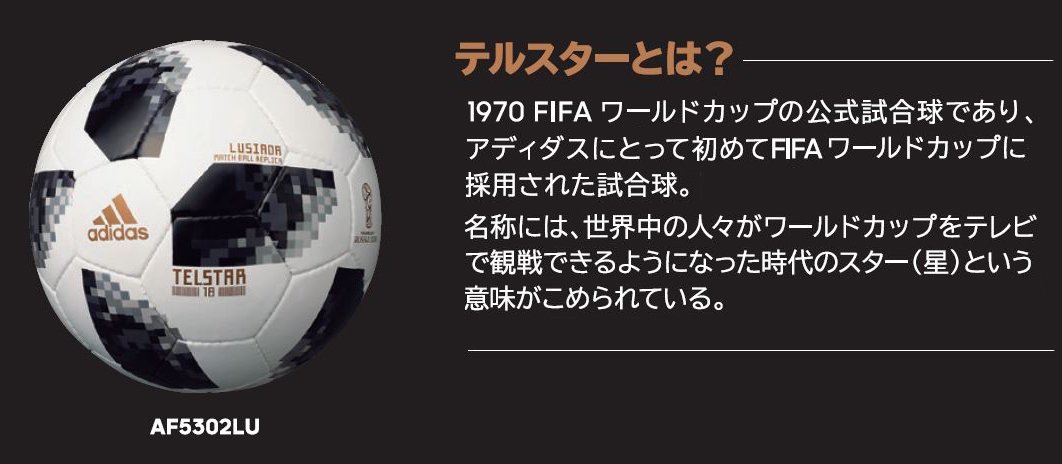 LUSIADA
MATCH BALL REPLICA
adidas
TELSTAR
18
AF5302LU
テルスターとは？
1970 FIFA ワールドカップの公式試合球であり、
アディダスにとって初めてFIFAワールドカップに
採用された試合球。
名称には、世界中の人々がワールドカップをテレビ
で観戦できるようになった時代のスター（星）という
意味がこめられている。